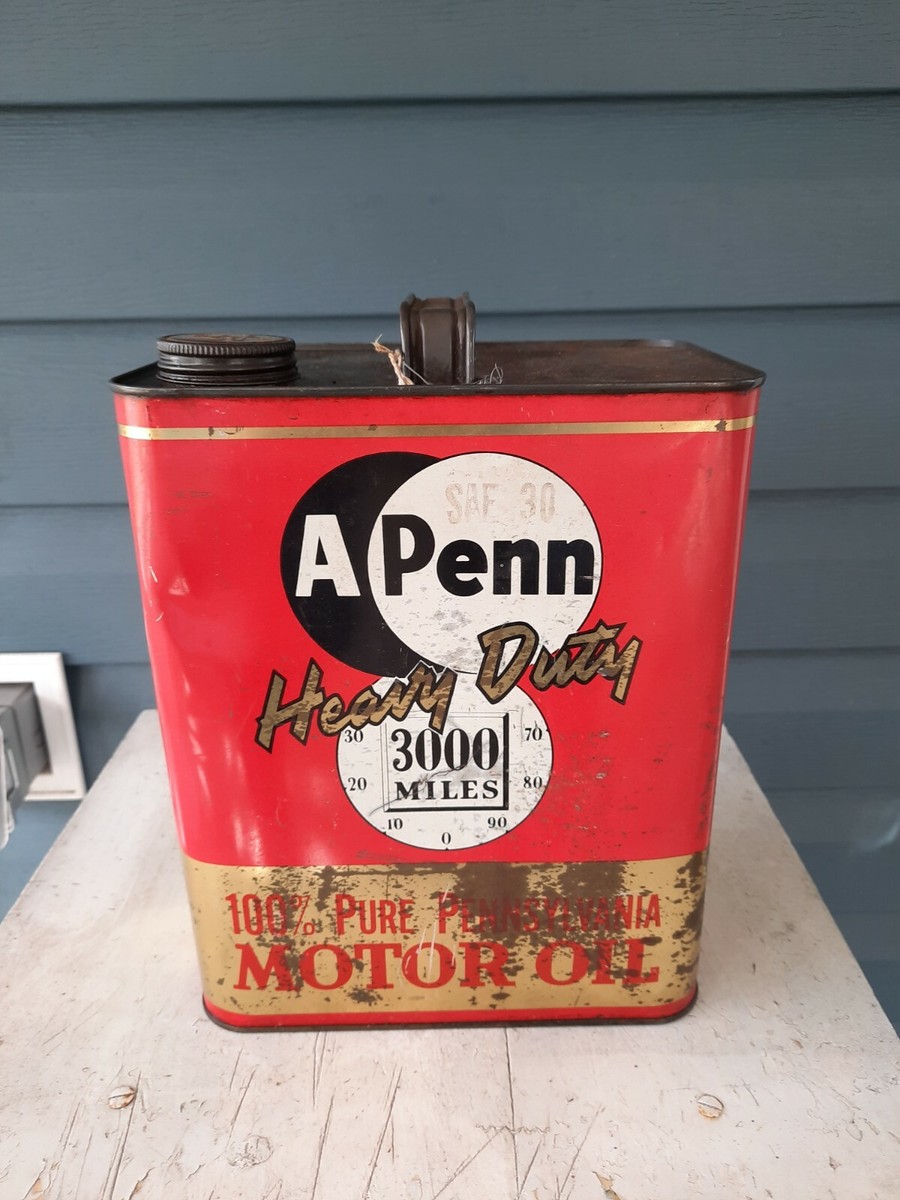 SAE 30
A Penn
Heavy Duty
30 3000 70
20 MILES 80
10 0 90
100% PURE PENNSYLVANIA
MOTOR OIL